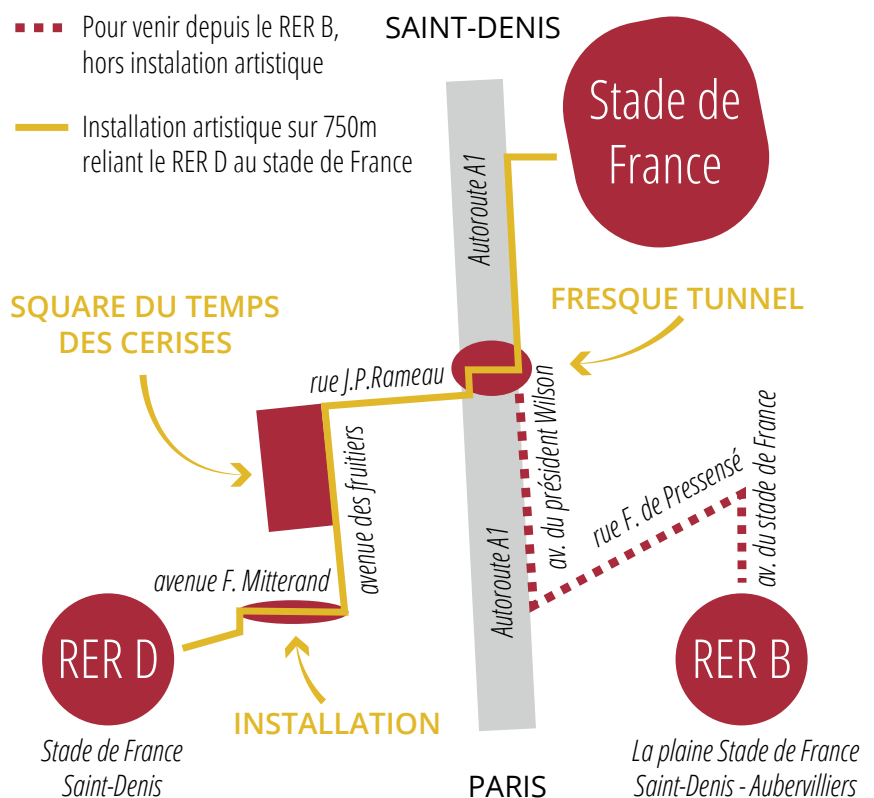 Pour venir depuis le RER B,
hors instalation artistique
SAINT-DENIS
Installation artistique sur 750m
reliant le RER D au stade de France
Stade de
France
Autoroute A1
SQUARE DU TEMPS
DES CERISES
FRESQUE TUNNEL
rue J.P.Rameau
avenue des fruitiers
av. du président Wilson
rue F. de Pressensé
av. du stade de France
Autoroute A1
avenue F. Mitterand
RER D
RER B
INSTALLATION
Stade de France
Saint-Denis
PARIS
La plaine Stade de France
Saint-Denis - Aubervilliers